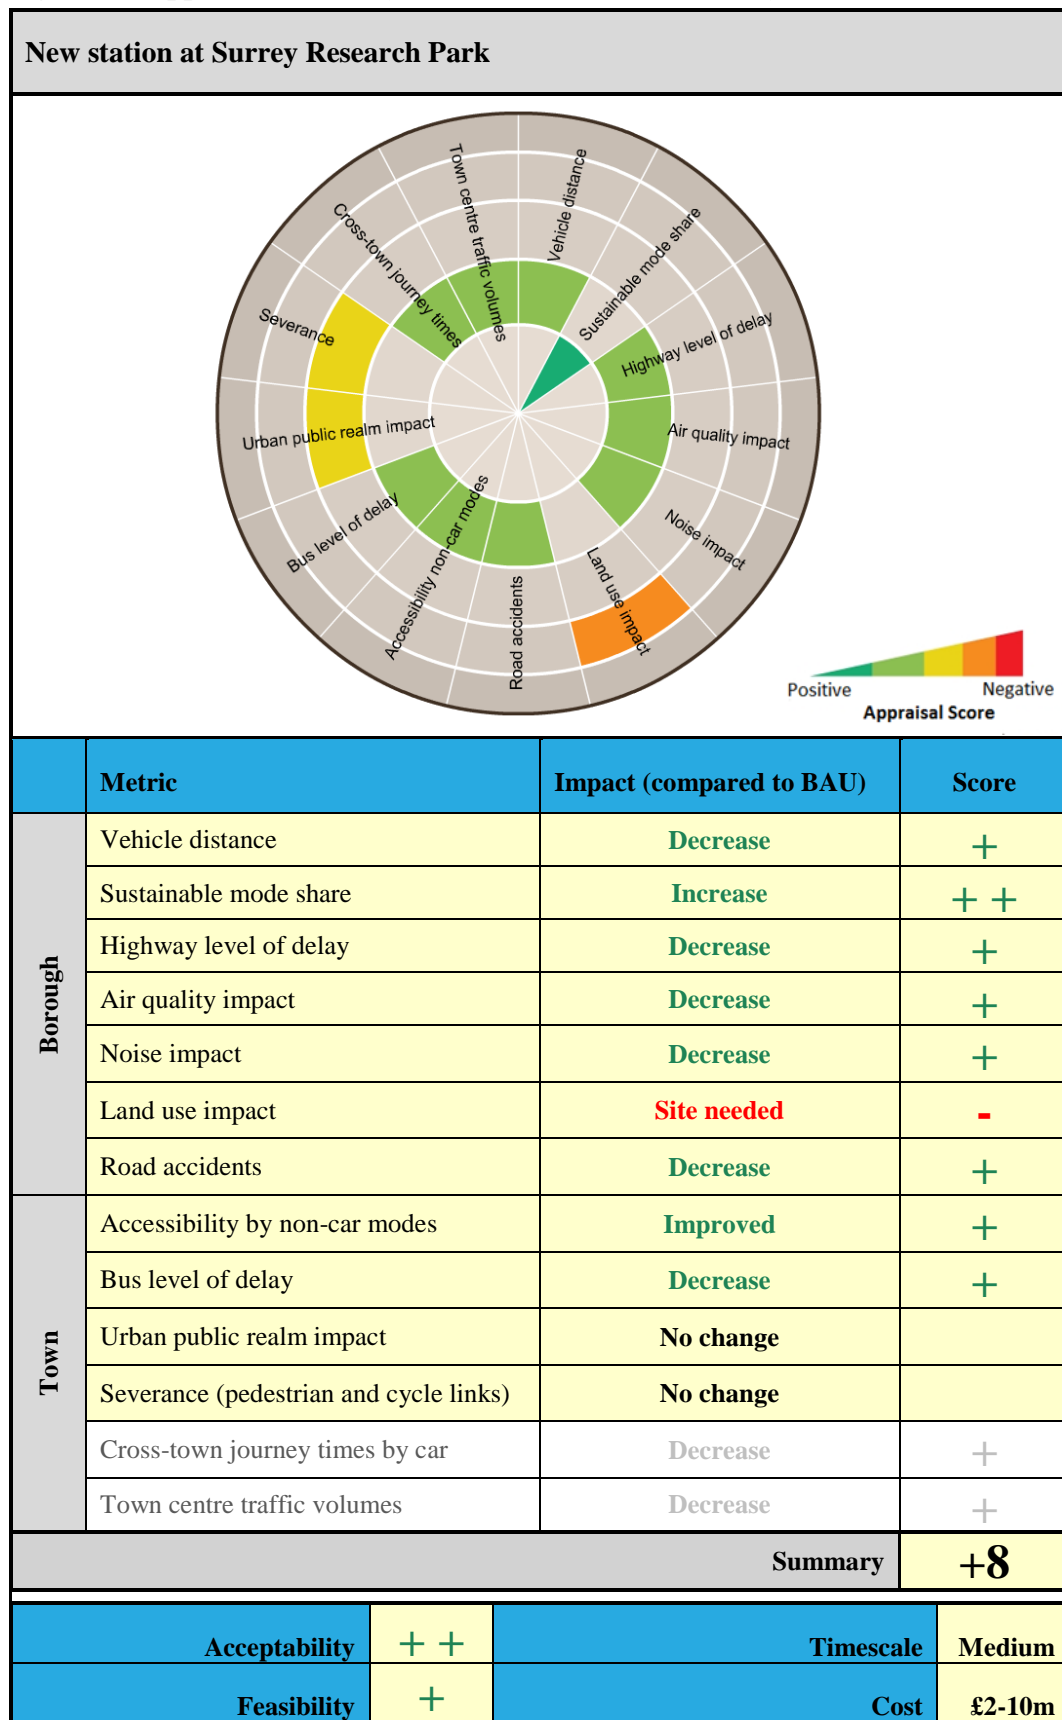 New station at Surrey Research Park
Town centre traffic volumes
Vehicle distance
Cross-town journey times
Sustainable mode share
Severance
Highway level of delay
Urban public realm impact
Air quality impact
Bus level of delay
Noise impact
Accessibility non-car modes
Land use impact
Road accidents
Positive
Negative
Appraisal Score
Metric Impact (compared to BAU) Score
Borough
Vehicle distance Decrease +
Sustainable mode share Increase + +
Highway level of delay Decrease +
Air quality impact Decrease +
Noise impact Decrease +
Land use impact Site needed -
Road accidents Decrease +
Town
Accessibility by non-car modes Improved +
Bus level of delay Decrease +
Urban public realm impact No change
Severance (pedestrian and cycle links) No change
Cross-town journey times by car Decrease +
Town centre traffic volumes Decrease +
Summary +8
Acceptability + + Timescale Medium
Feasibility + Cost £2-10m